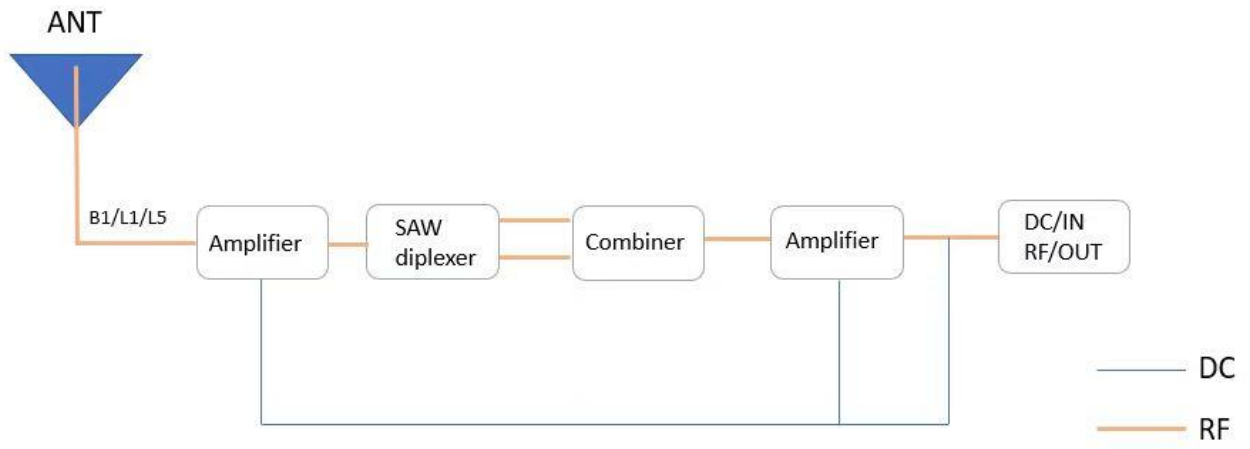 ANT
B1/L1/L5
Amplifier
SAW
diplexer
Combiner
Amplifier
DC/IN
RF/OUT
DC
RF